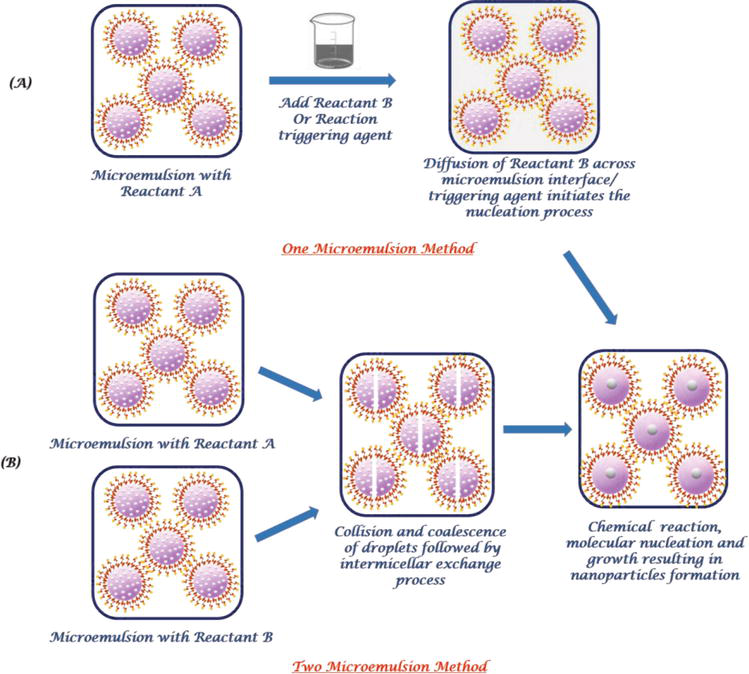 (A)
Microemulsion with
Reactant A
Add Reactant B
Or Reaction
triggering agent
Diffusion of Reactant B across
microemulsion interface/
triggering agent initiates the
nucleation process
One Microemulsion Method
(B)
Microemulsion with Reactant A
Microemulsion with Reactant B
Collision and coalescence
of droplets followed by
intermicellar exchange
process
Chemical reaction,
molecular nucleation and
growth resulting in
nanoparticles formation
Two Microemulsion Method